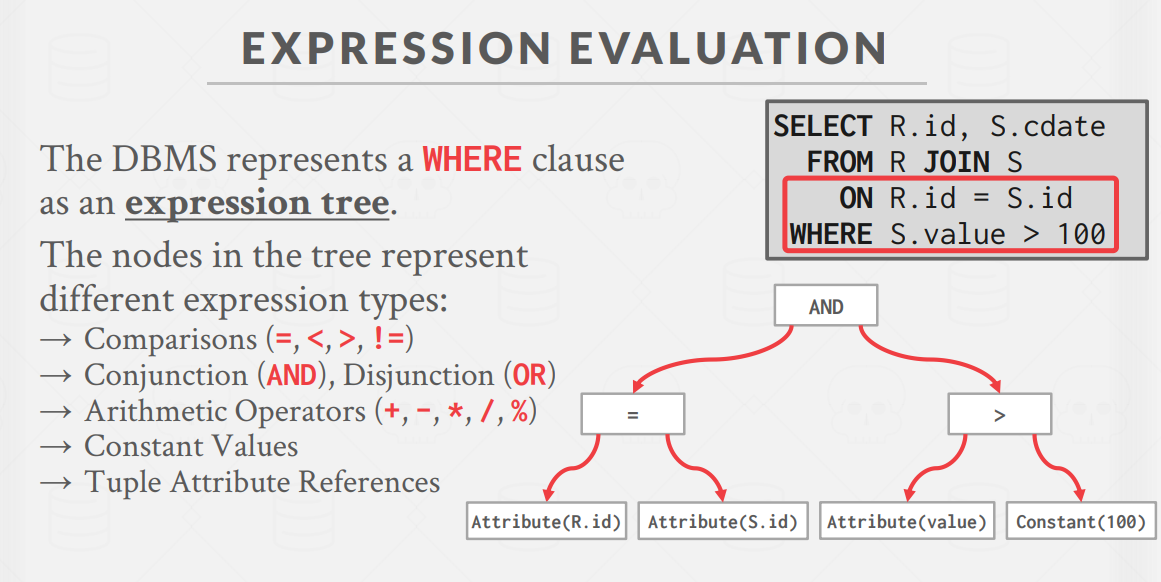 EXPRESSION EVALUATION
The DBMS represents a WHERE clause
as an expression tree.
The nodes in the tree represent
different expression types:
→ Comparisons (=, <, >, !=)
→ Conjunction (AND), Disjunction (OR)
→ Arithmetic Operators (+, -, *, /, %)
→ Constant Values
→ Tuple Attribute References
SELECT R.id, S.cdate
FROM R JOIN S
ON R.id = S.id
WHERE S.value > 100
AND
=
>
Attribute(R.id)
Attribute(S.id)
Attribute(value)
Constant(100)